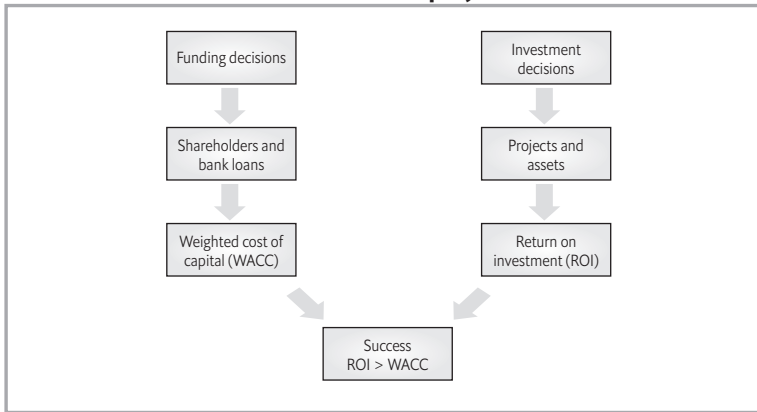 Funding decisions
Investment
decisions
Shareholders and
bank loans
Projects and
assets
Weighted cost of
capital (WACC)
Return on
investment (ROI)
Success
ROI > WACC